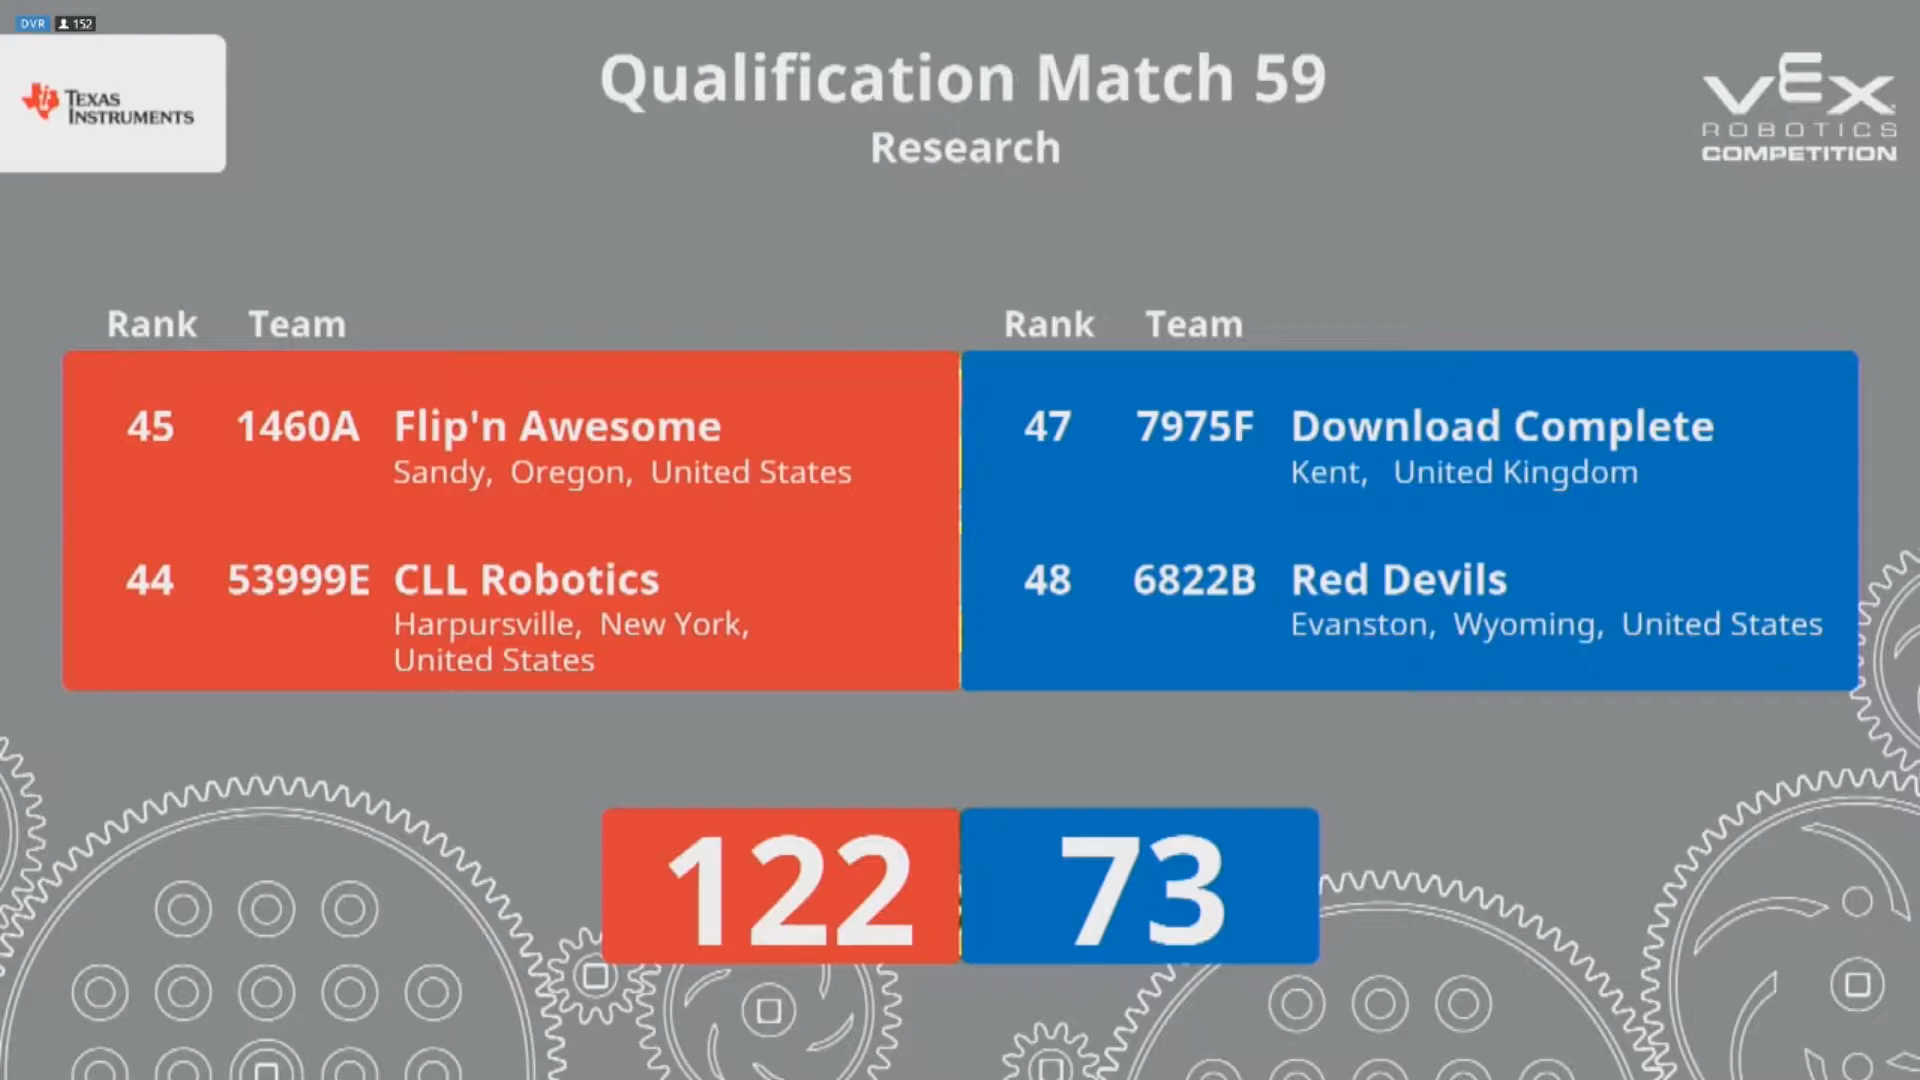 DVR 152
TEXAS
INSTRUMENTS
Qualification Match 59
Research
VEX
ROBOTICS
COMPETITION
Rank Team
45 1460A Flip'n Awesome
Sandy, Oregon, United States
44 53999E CLL Robotics
Harpursville, New York,
United States
Rank Team
47 7975F Download Complete
Kent, United Kingdom
48 6822B Red Devils
Evanston, Wyoming, United States
122 73